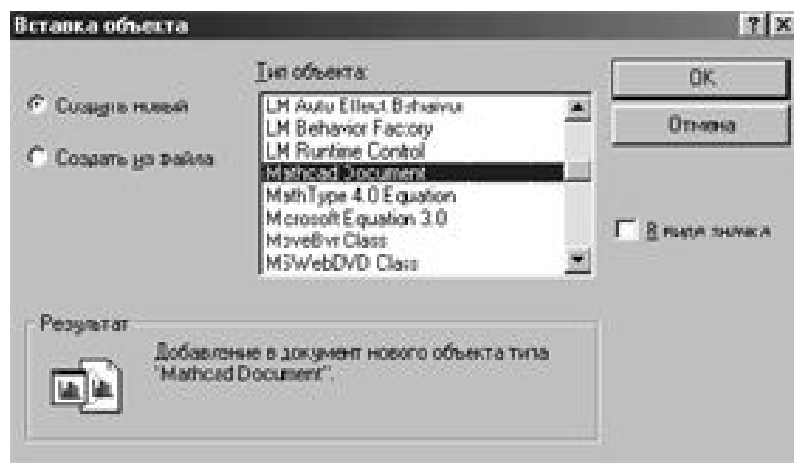 Вставка объекта
Тип объекта:
Создать новый
Создать из файла
LM Auto Effect Behavior
LM Behavior Factory
LM Runtime Control
Mathcad Document
MathType 4.0 Equation
Microsoft Equation 3.0
MoveBvr Class
MSWebDVD Class
OK
Отмена
В виде значка
Результат
Добавление в документ нового объекта типа
"Mathcad Document".